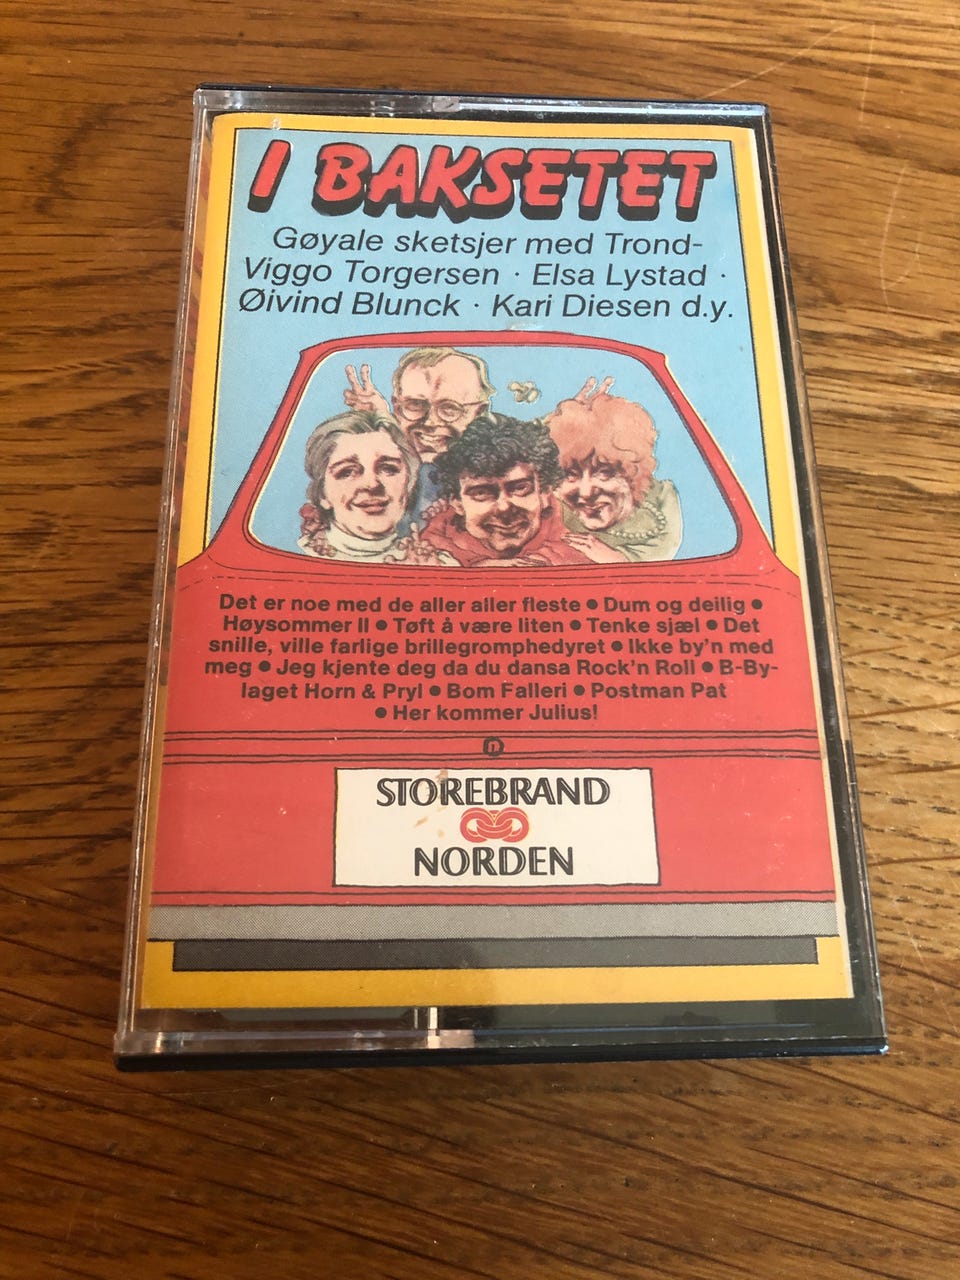 I BAKSETET
Gøyale sketsjer med Trond-
Viggo Torgersen · Elsa Lystad ·
Øivind Blunck · Kari Diesen d.y.
Det er noe med de aller aller fleste ● Dum og deilig ●
Høysommer II ● Tøft å være liten ● Tenke sjæl ● Det
snille, ville farlige brillegromphedyret ● Ikke by'n med
meg ● Jeg kjente deg da du dansa Rock'n Roll ● B-By-
laget Horn & Pryl ● Bom Falleri ● Postman Pat
● Her kommer Julius!
n
STOREBRAND
NORDEN